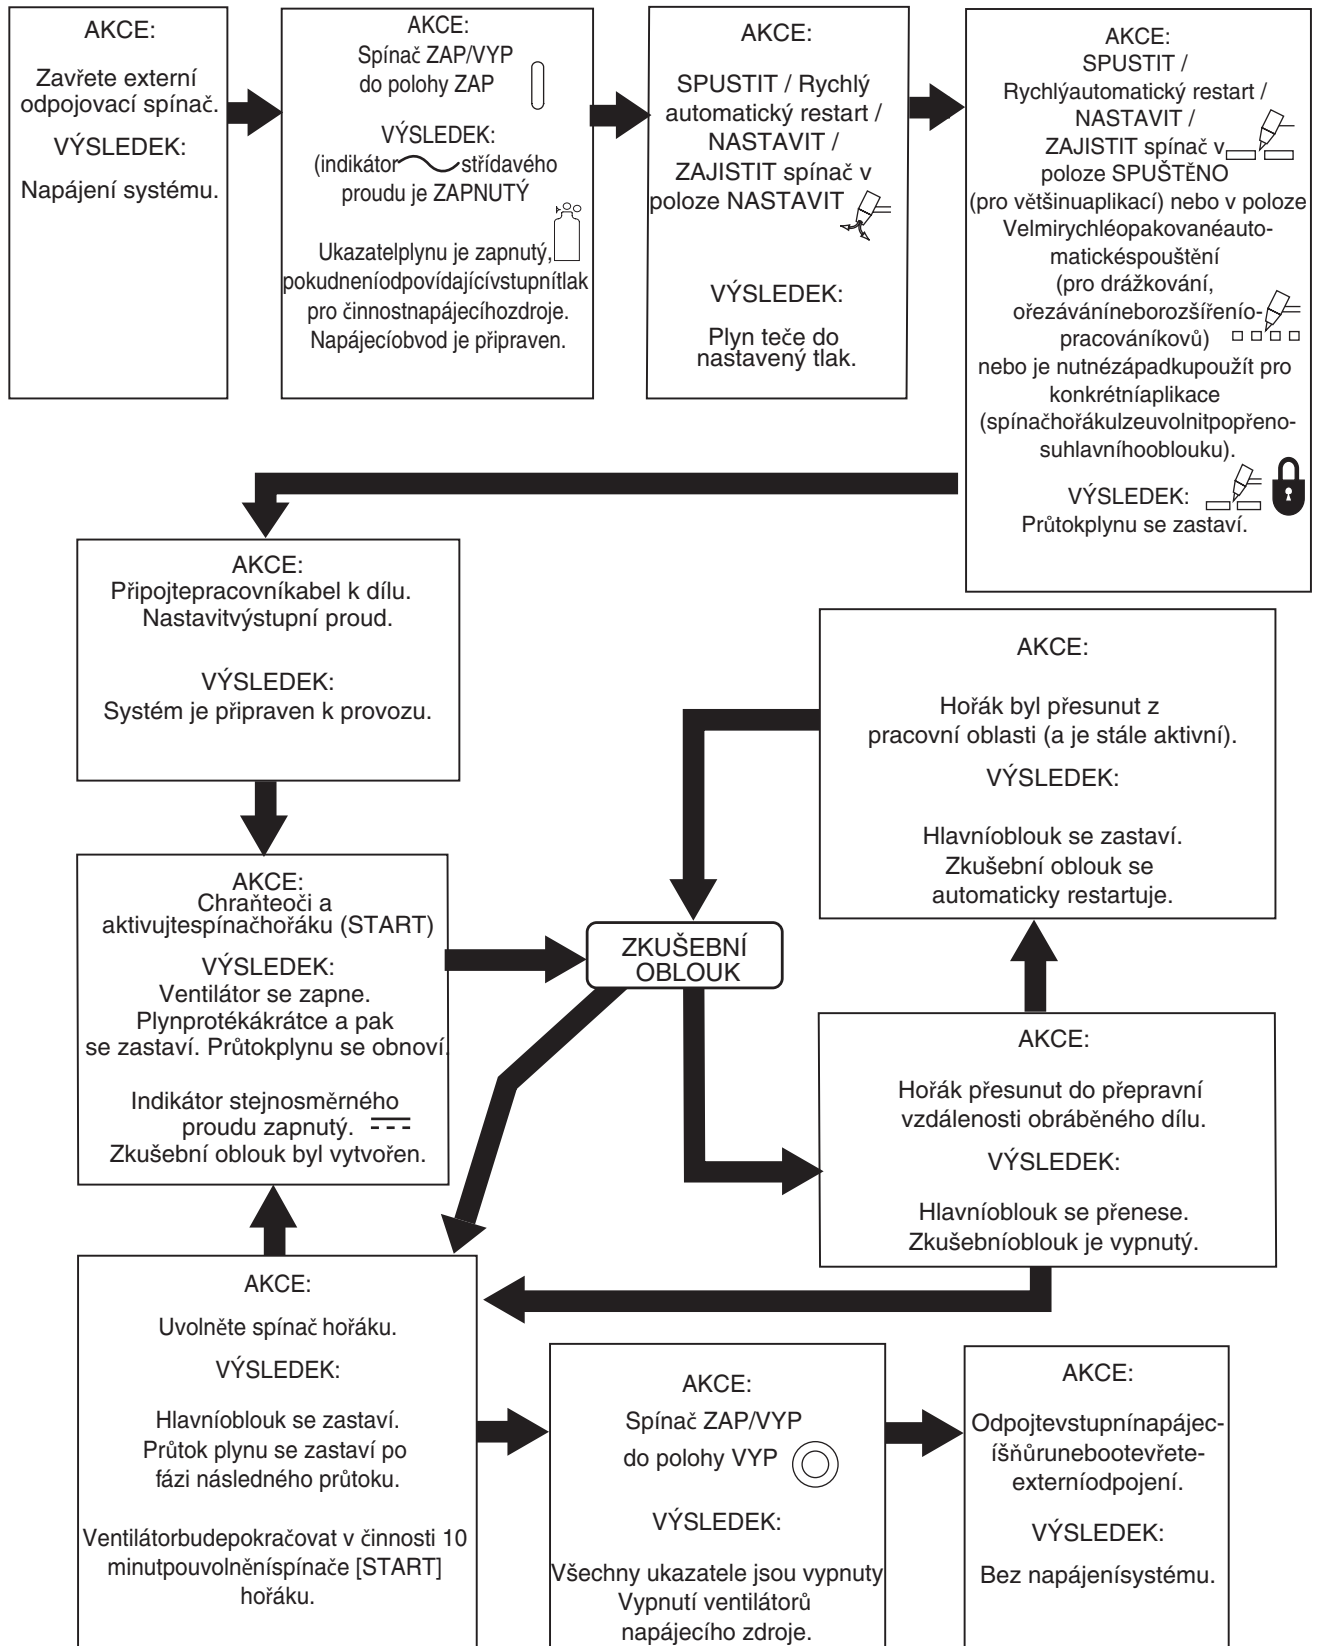 AKCE:
Zavřete externí
odpojovací spínač.
VÝSLEDEK:
Napájení systému.
AKCE:
Spínač ZAP/VYP
do polohy ZAP
VÝSLEDEK:
(indikátor střídavého
proudu je ZAPNUTÝ
Ukazatelplynu je zapnutý,
pokudneníodpovídajícívstupnítlak
pro činnostnapájecíhozdroje.
Napájecíobvod je připraven.
AKCE:
SPUSTIT / Rychlý
automatický restart /
NASTAVIT /
ZAJISTIT spínač v
poloze NASTAVIT
VÝSLEDEK:
Plyn teče do
nastavený tlak.
AKCE:
SPUSTIT /
Rychlýautomatický restart /
NASTAVIT /
ZAJISTIT spínač v
poloze SPUŠTĚNO
(pro většinuaplikací) nebo v poloze
Velmirychléopakovanéauto-
matickéspouštění
(pro drážkování,
ořezáváníneborozšířenío-
pracováníkovů)
nebo je nutnézápadkupoužít pro
konkrétníaplikace
(spínačhořákulzeuvolnitpopřeno-
suhlavníhooblouku).
VÝSLEDEK:
Průtokplynu se zastaví.
AKCE:
Připojtepracovníkabel k dílu.
Nastavitvýstupní proud.
VÝSLEDEK:
Systém je připraven k provozu.
AKCE:
Hořák byl přesunut z
pracovní oblasti (a je stále aktivní).
VÝSLEDEK:
Hlavníoblouk se zastaví.
Zkušební oblouk se
automaticky restartuje.
AKCE:
Chraňteoči a
aktivujtespínačhořáku (START)
VÝSLEDEK:
Ventilátor se zapne.
Plynprotékákrátce a pak
se zastaví. Průtokplynu se obnoví.
Indikátor stejnosměrného
proudu zapnutý.
Zkušební oblouk byl vytvořen.
ZKUŠEBNÍ
OBLOUK
AKCE:
Hořák přesunut do přepravní
vzdálenosti obráběného dílu.
VÝSLEDEK:
Hlavníoblouk se přenese.
Zkušebníoblouk je vypnutý.
AKCE:
Uvolněte spínač hořáku.
VÝSLEDEK:
Hlavníoblouk se zastaví.
Průtok plynu se zastaví po
fázi následného průtoku.
Ventilátorbudepokračovat v činnosti 10
minutpouvolněníspínače [START]
hořáku.
AKCE:
Spínač ZAP/VYP
do polohy VYP
VÝSLEDEK:
Všechny ukazatele jsou vypnuty
Vypnutí ventilátorů
napájecího zdroje.
AKCE:
Odpojtevstupnínapájec-
íšňůrunebootevřete-
externíodpojení.
VÝSLEDEK:
Bez napájenísystému.